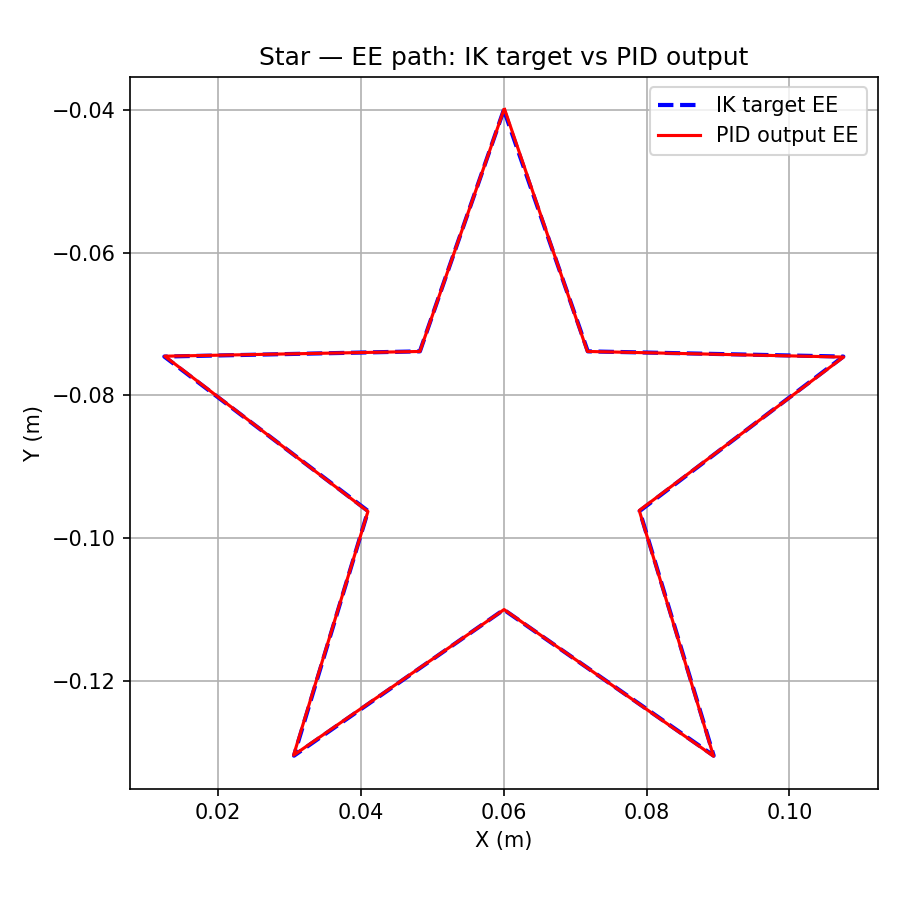 Star — EE path: IK target vs PID output
IK target EE
PID output EE
−0.04
−0.06
−0.08
−0.10
−0.12
Y (m)
0.02 0.04 0.06 0.08 0.10
X (m)